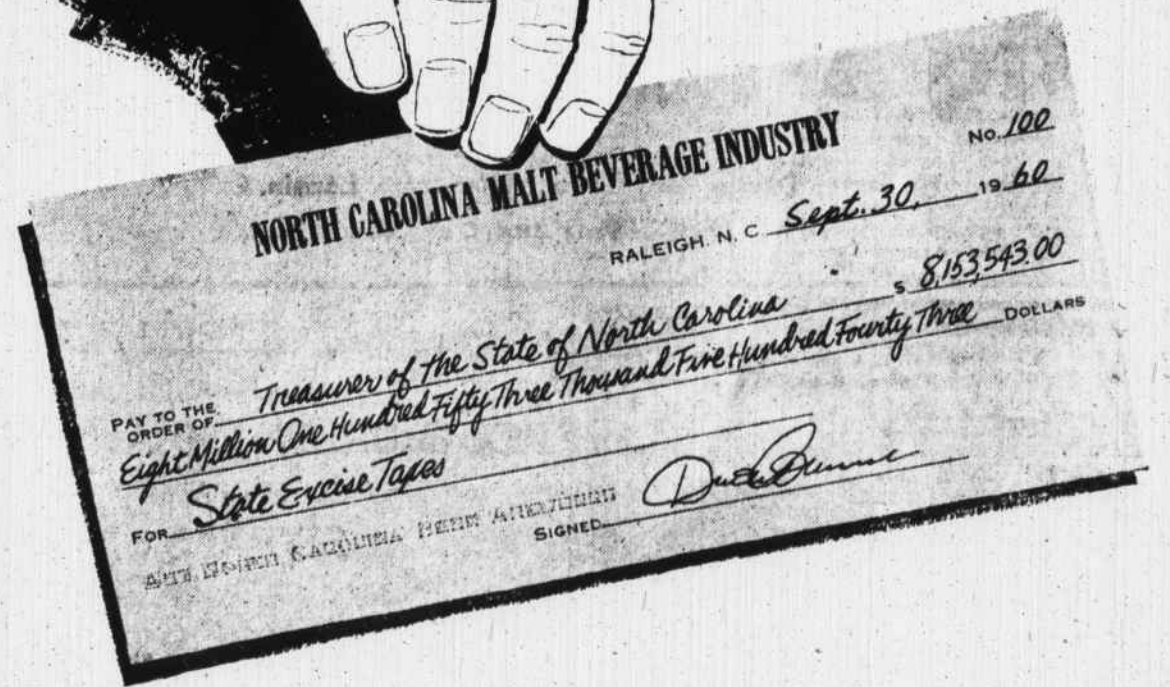 NORTH CAROLINA MALT BEVERAGE INDUSTRY
No. 100
RALEIGH. N. C. Sept. 30, 1960
PAY TO THE ORDER OF Treasurer of the State of North Carolina $ 8,153,543.00
Eight Million One Hundred Fifty Three Thousand Five Hundred Fourty Three DOLLARS
FOR State Excise Taxes
SIGNED